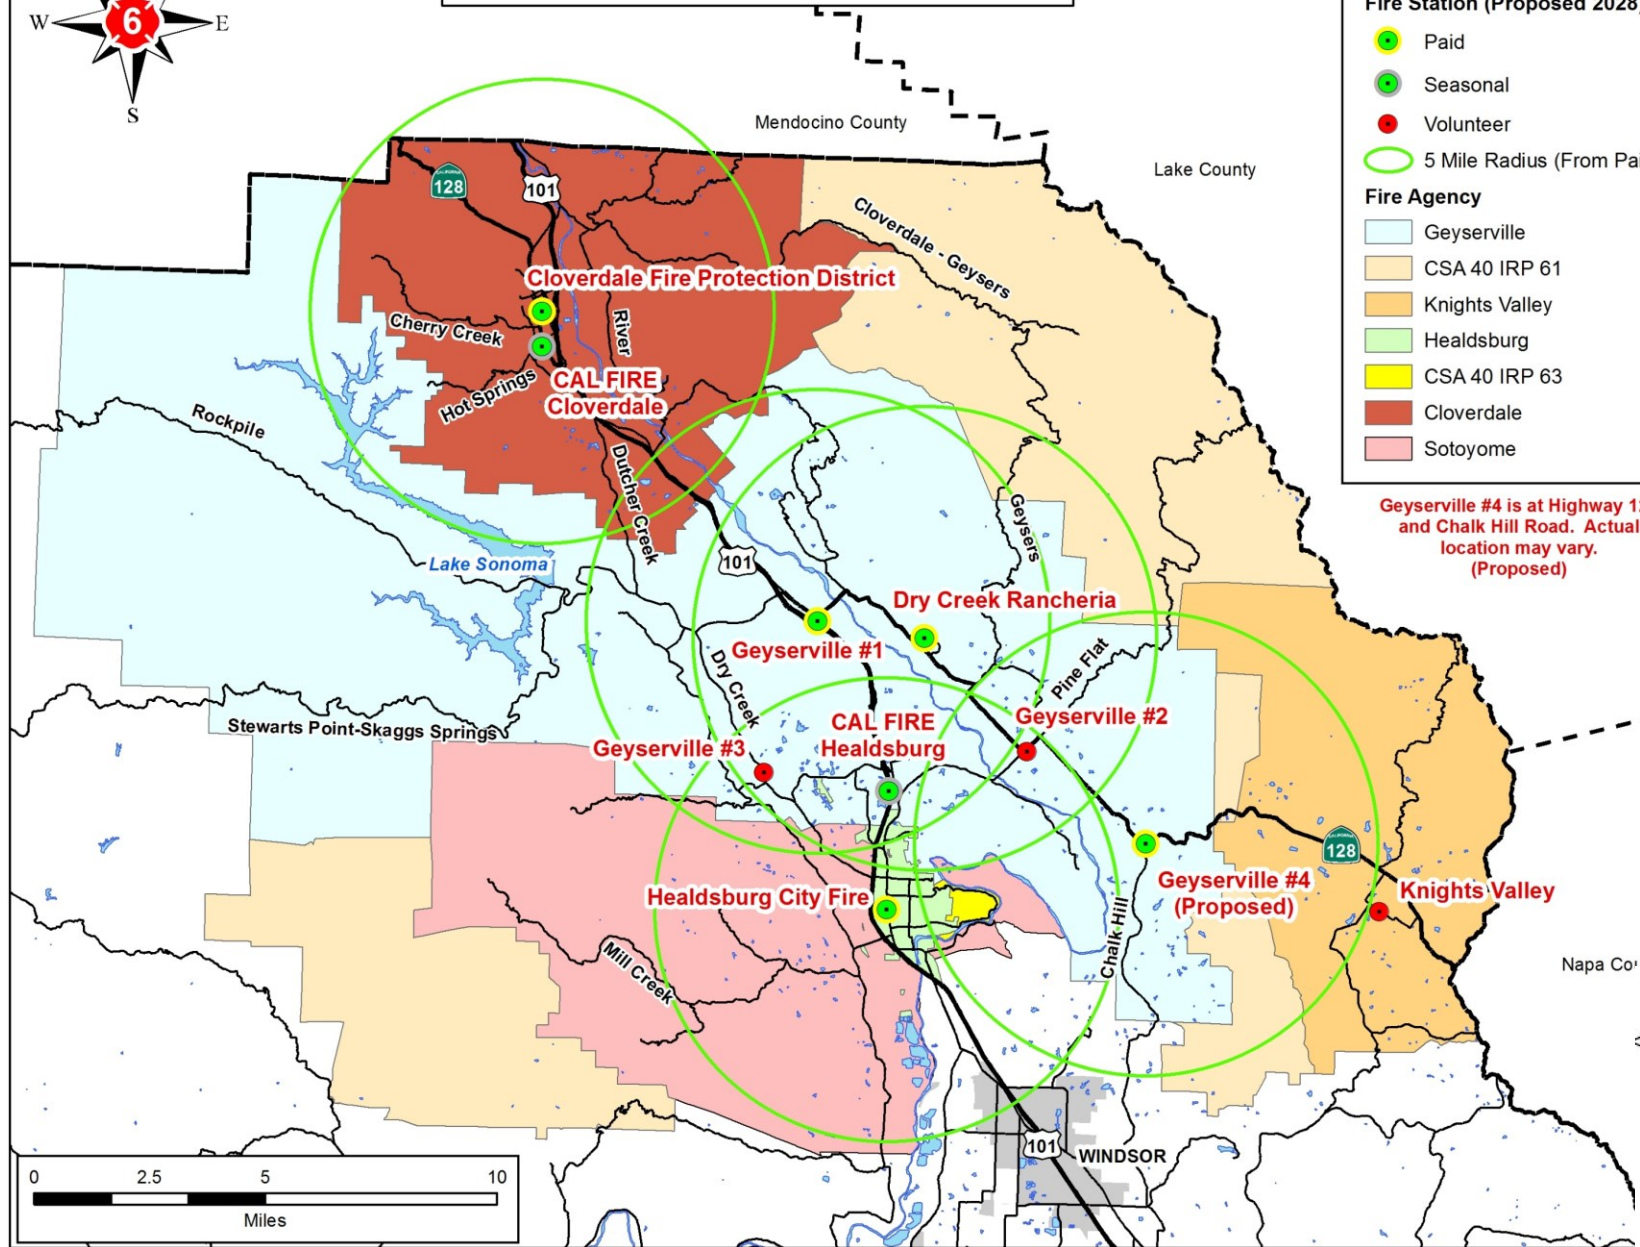 Fire Station (Proposed 2028)
W
6
E
S
Paid
Seasonal
Volunteer
5 Mile Radius (From Pai
Fire Agency
Geyserville
CSA 40 IRP 61
Knights Valley
Healdsburg
CSA 40 IRP 63
Cloverdale
Sotoyome
Geyserville #4 is at Highway 12
and Chalk Hill Road. Actual
location may vary.
(Proposed)
Mendocino County
Lake County
CALIFORNIA
128
101
Cloverdale - Geysers
Cloverdale Fire Protection District
Cherry Creek
River
Hot Springs
CAL FIRE
Cloverdale
Rockpile
Dutcher Creek
Geysers
Lake Sonoma
101
Dry Creek Rancheria
Geyserville #1
Dry Creek
Pine Flat
Stewarts Point-Skaggs Springs
Geyserville #3
CAL FIRE
Healdsburg
Geyserville #2
CALIFORNIA
128
Healdsburg City Fire
Geyserville #4
(Proposed)
Knights Valley
Chalk Hill
Mill Creek
Napa Co
101
WINDSOR
0 2.5 5 10
Miles